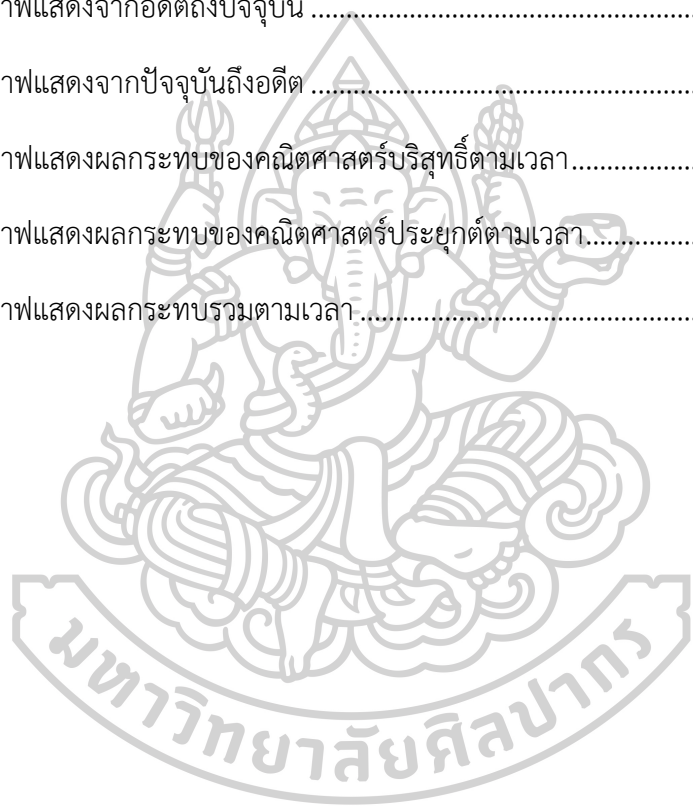 าฟแสดงจากอดีตถึงปัจจุบัน ......................................................
าฟแสดงจากปัจจุบันถึงอดีต ......................................................
าฟแสดงผลกระทบของคณิตศาสตร์บริสุทธิ์ตามเวลา.................
าฟแสดงผลกระทบของคณิตศาสตร์ประยุกต์ตามเวลา...............
าฟแสดงผลกระทบรวมตามเวลา ..............................................
มหาวิทยาลัยศิลปากร